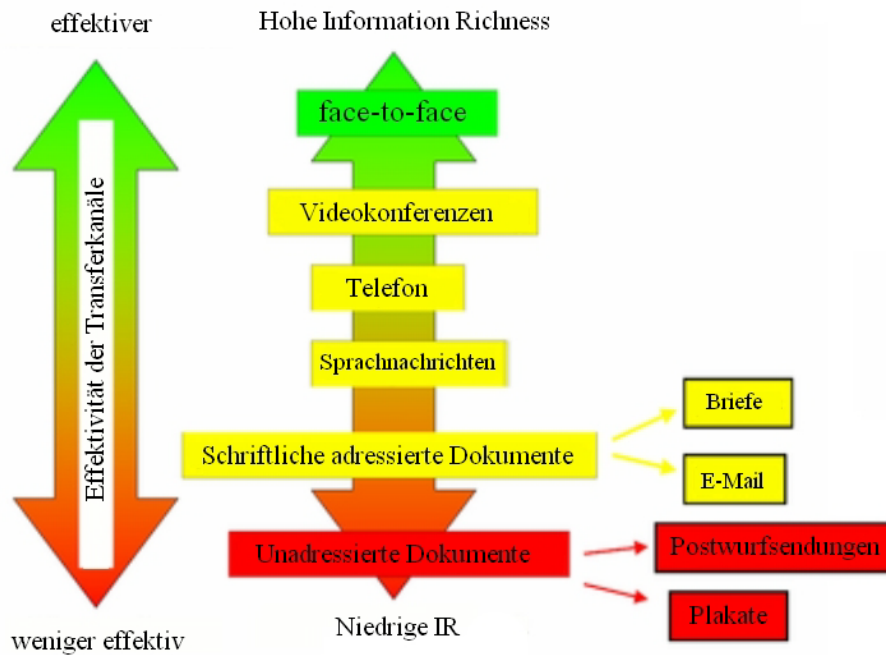 effektiver
Hohe Information Richness
face-to-face
Videokonferenzen
Telefon
Sprachnachrichten
Effektivität der Transferkanäle
Briefe
Schriftliche adressierte Dokumente
E-Mail
Unadressierte Dokumente
Postwurfsendungen
Plakate
weniger effektiv
Niedrige IR